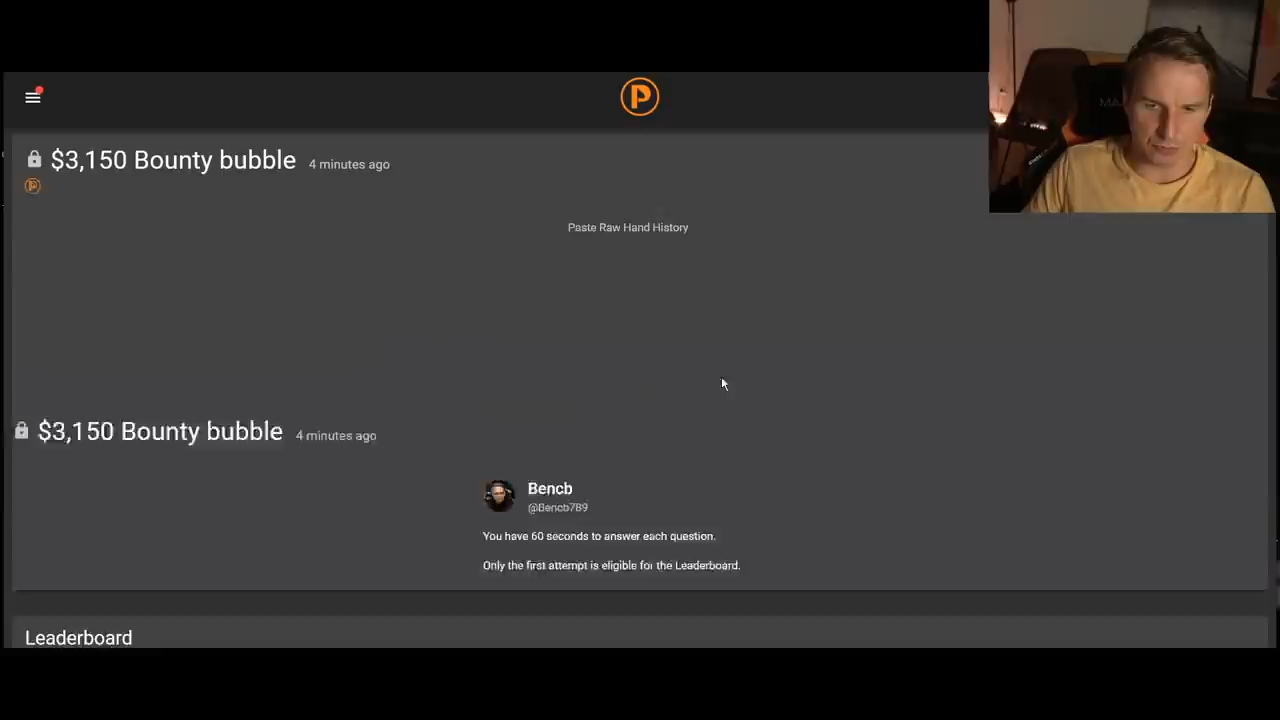 $3,150 Bounty bubble 4 minutes ago
Paste Raw Hand History
$3,150 Bounty bubble 4 minutes ago
Bencb
@Bencb789
You have 60 seconds to answer each question.
Only the first attempt is eligible for the Leaderboard.
Leaderboard